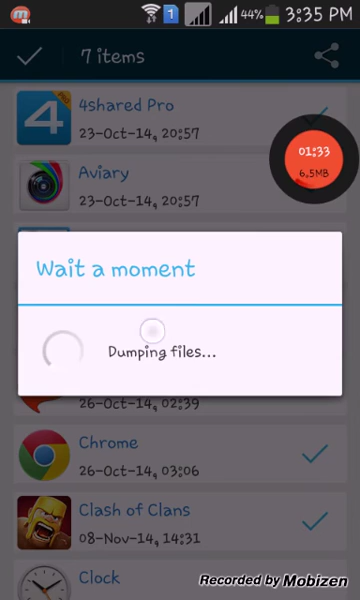 1
44%
3:35 PM
7 items
4shared Pro
23-Oct-14, 20:57
01:33
6,5MB
Aviary
23-Oct-14, 20:57
Wait a moment
Dumping files...
26-Oct-14, 02:39
Chrome
26-Oct-14, 03:06
Clash of Clans
08-Nov-14, 14:31
Clock
Recorded by Mobizen